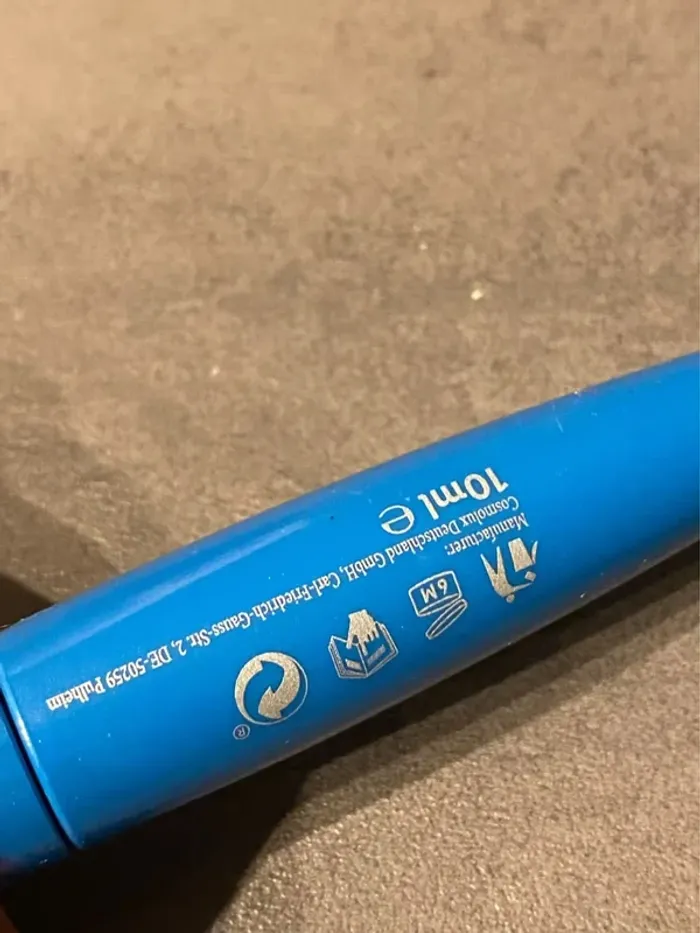 10ml e
Manufacturer:
Cosmolux Deutschland GmbH, Carl-Friedrich-Gauss-Str. 2, DE-50259 Pulheim
6M
®